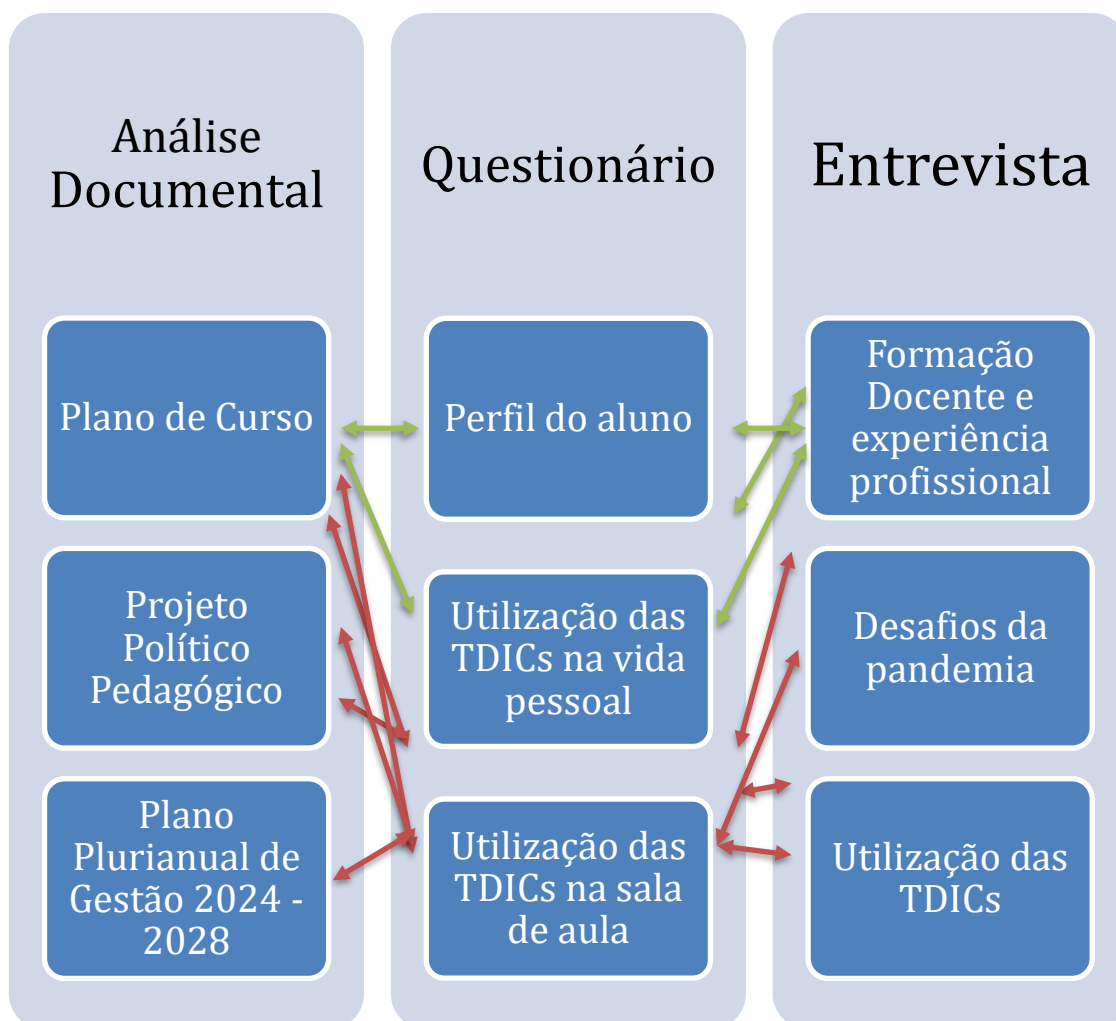 Análise
Documental
Plano de Curso
Projeto
Político
Pedagógico
Plano
Plurianual de
Gestão 2024 -
2028
Questionário
Perfil do aluno
Utilização das
TDICs na vida
pessoal
Utilização das
TDICs na sala
de aula
Entrevista
Formação
Docente e
experiência
profissional
Desafios da
pandemia
Utilização das
TDICs